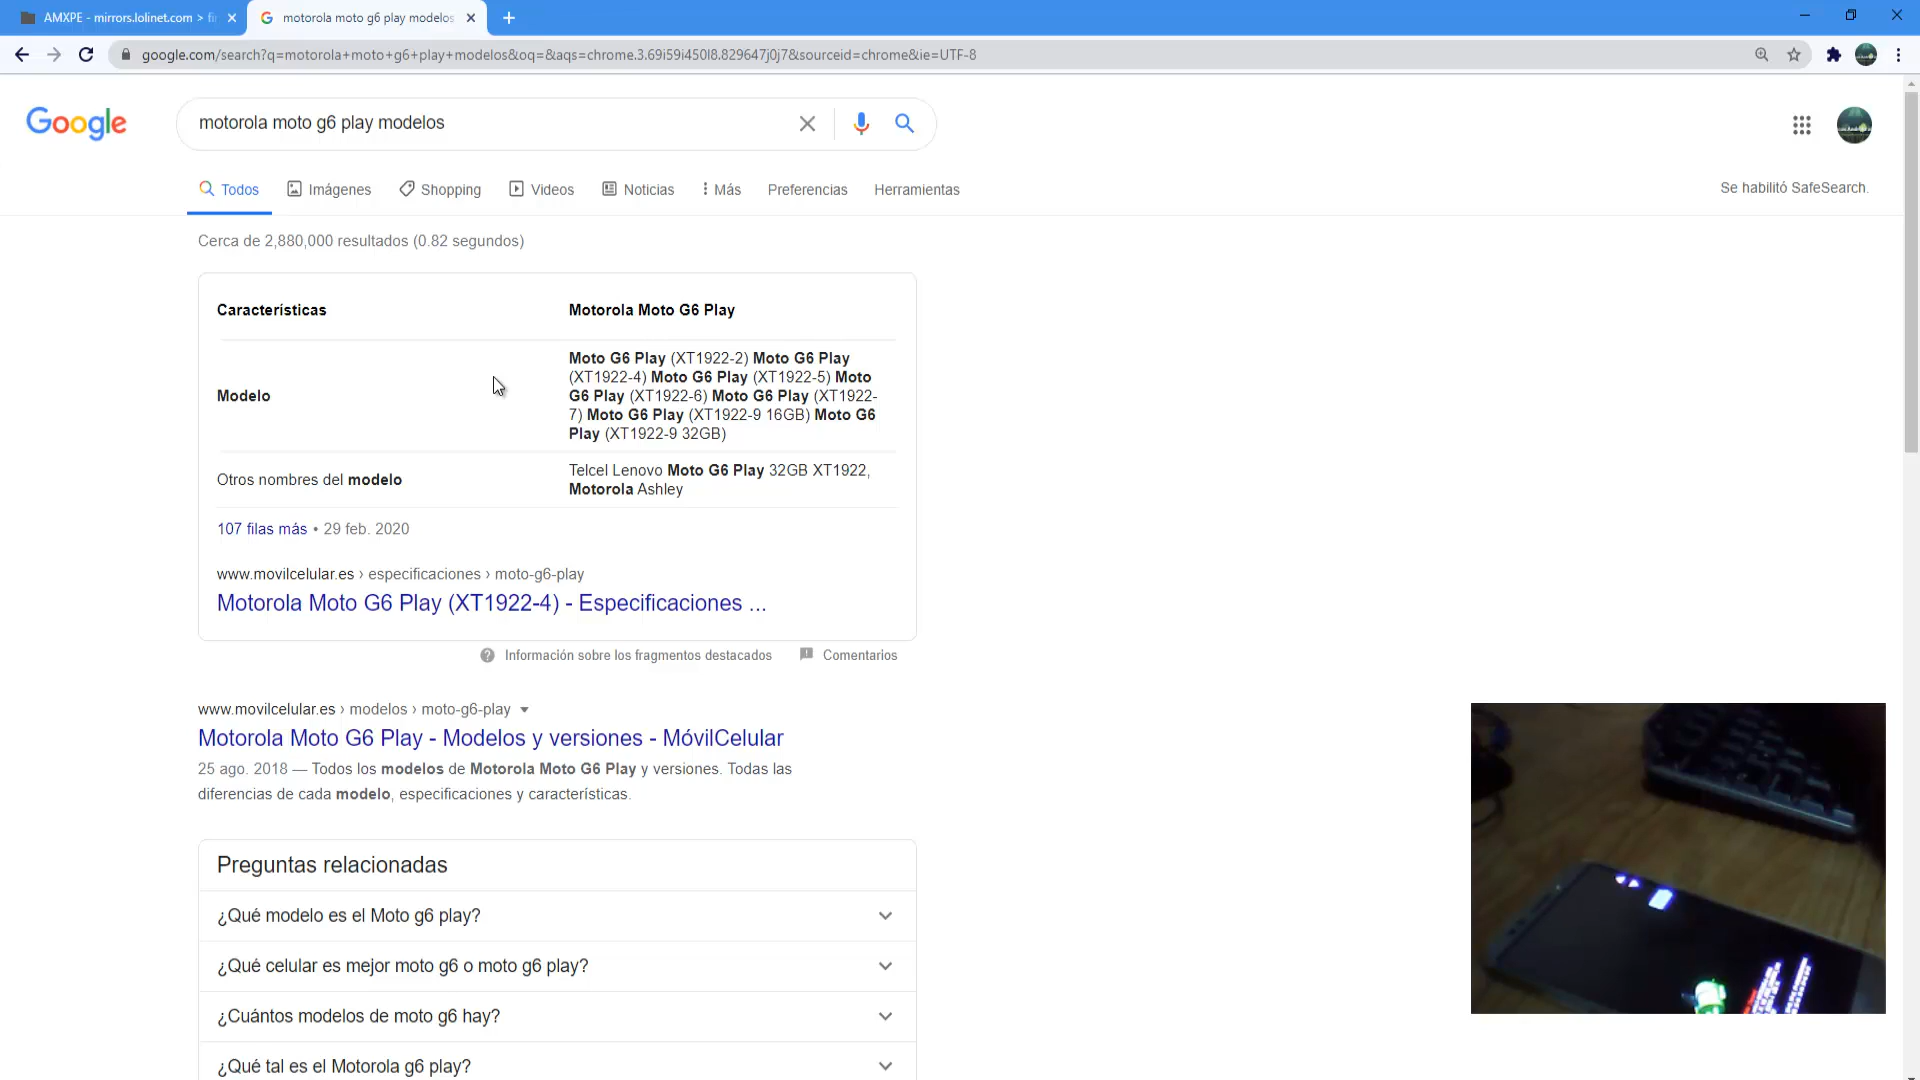 AMXPE - mirrors.lolinet.com > fi
motorola moto g6 play modelos
google.com/search?q=motorola+moto+g6+play+modelos&oq=&aqs=chrome.3.69i59i450l8.829647j0j7&sourceid=chrome&ie=UTF-8
Google
motorola moto g6 play modelos
Todos
Imágenes
Shopping
Videos
Noticias
Más
Preferencias
Herramientas
Se habilitó SafeSearch.
Cerca de 2,880,000 resultados (0.82 segundos)
Características
Motorola Moto G6 Play
Modelo
Moto G6 Play (XT1922-2) Moto G6 Play
(XT1922-4) Moto G6 Play (XT1922-5) Moto
G6 Play (XT1922-6) Moto G6 Play (XT1922-
7) Moto G6 Play (XT1922-9 16GB) Moto G6
Play (XT1922-9 32GB)
Otros nombres del modelo
Telcel Lenovo Moto G6 Play 32GB XT1922,
Motorola Ashley
107 filas más • 29 feb. 2020
www.movilcelular.es › especificaciones › moto-g6-play
Motorola Moto G6 Play (XT1922-4) - Especificaciones ...
Información sobre los fragmentos destacados
Comentarios
www.movilcelular.es › modelos › moto-g6-play
Motorola Moto G6 Play - Modelos y versiones - MóvilCelular
25 ago. 2018 — Todos los modelos de Motorola Moto G6 Play y versiones. Todas las
diferencias de cada modelo, especificaciones y características.
Preguntas relacionadas
¿Qué modelo es el Moto g6 play?
¿Qué celular es mejor moto g6 o moto g6 play?
¿Cuántos modelos de moto g6 hay?
¿Qué tal es el Motorola g6 play?